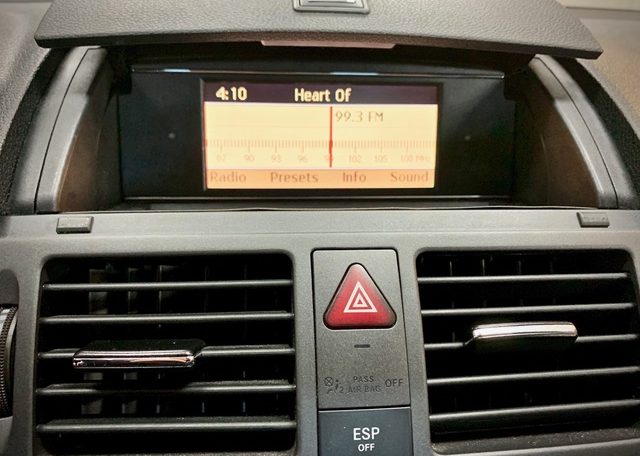 4:10 Heart Of
99.3 FM
87 90 93 96 99 102 105 108 MHz
Radio Presets Info Sound
PASS
AIR BAG OFF
2
ESP
OFF